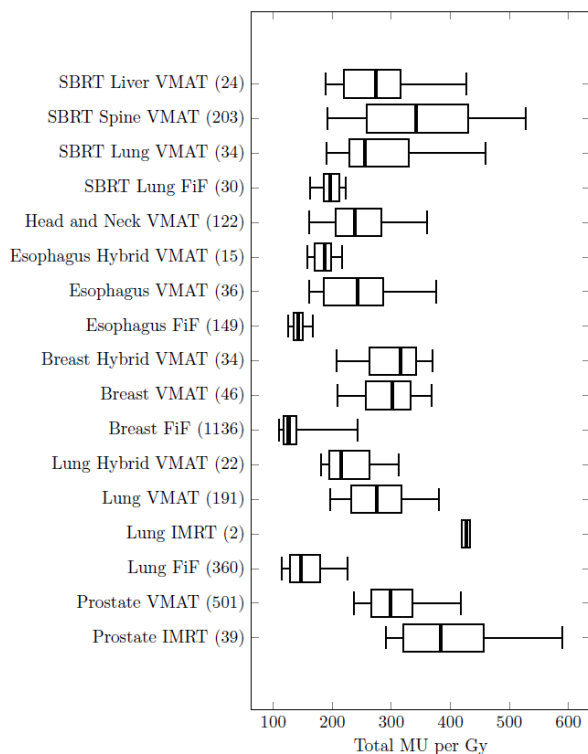 SBRT Liver VMAT (24)
SBRT Spine VMAT (203)
SBRT Lung VMAT (34)
SBRT Lung FiF (30)
Head and Neck VMAT (122)
Esophagus Hybrid VMAT (15)
Esophagus VMAT (36)
Esophagus FiF (149)
Breast Hybrid VMAT (34)
Breast VMAT (46)
Breast FiF (1136)
Lung Hybrid VMAT (22)
Lung VMAT (191)
Lung IMRT (2)
Lung FiF (360)
Prostate VMAT (501)
Prostate IMRT (39)
100 200 300 400 500 600
Total MU per Gy